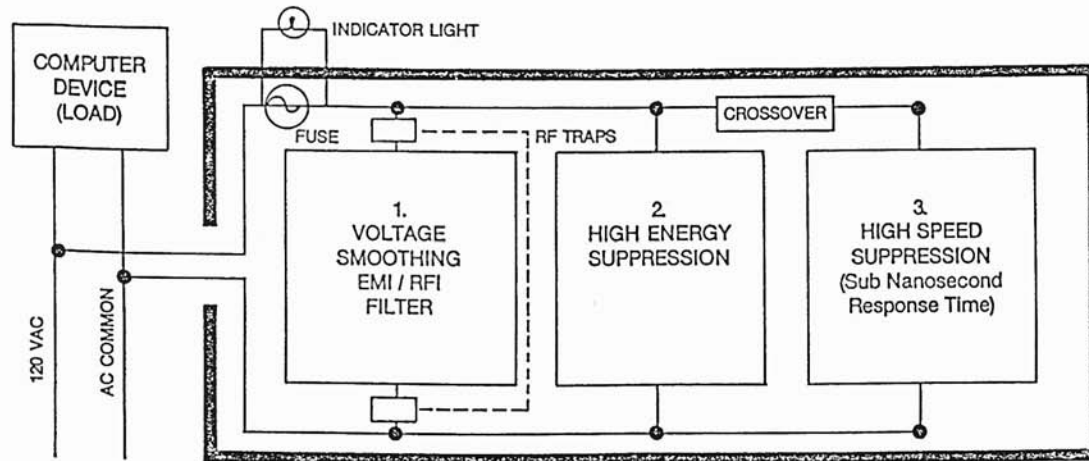 INDICATOR LIGHT
COMPUTER
DEVICE
(LOAD)
CROSSOVER
FUSE
RF TRAPS
1.
VOLTAGE
SMOOTHING
EMI / RFI
FILTER
2.
HIGH ENERGY
SUPPRESSION
3.
HIGH SPEED
SUPPRESSION
(Sub Nanosecond
Response Time)
120 VAC
AC COMMON